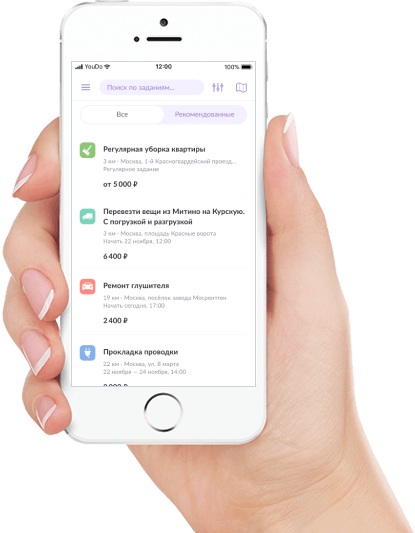 YouDo 12:00 100%
Поиск по заданиям...
Все Рекомендованные
Регулярная уборка квартиры
3 км · Москва, 1-й Красногвардейский проезд...
Регулярное задание
от 5 000 ₽
Перевезти вещи из Митино на Курскую.
С погрузкой и разгрузкой
3 км · Москва, площадь Красные ворота
Начать 22 ноября, 12:00
6 400 ₽
Ремонт глушителя
19 км · Москва, посёлок завода Мосрентген
Начать сегодня, 17:00
2 400 ₽
Прокладка проводки
22 км · Москва, ул. 8 марта
22 ноября — 24 ноября, 14:00